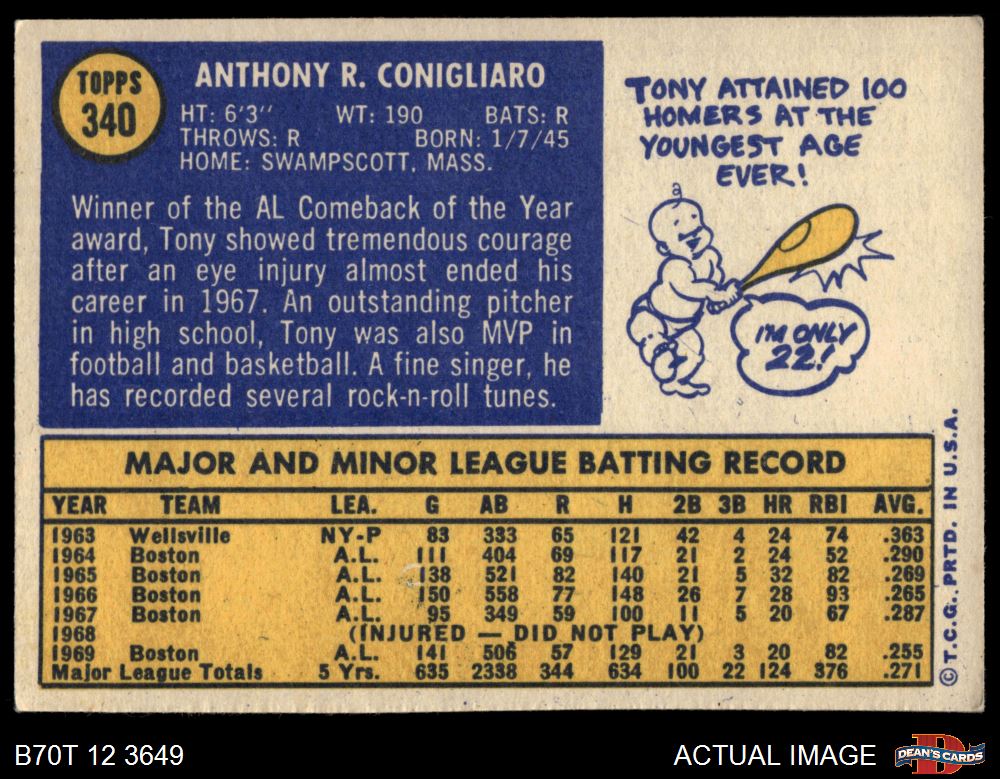 TOPPS
340
ANTHONY R. CONIGLIARO
HT: 6'3" WT: 190 BATS: R
THROWS: R BORN: 1/7/45
HOME: SWAMPSCOTT, MASS.
Winner of the AL Comeback of the Year
award, Tony showed tremendous courage
after an eye injury almost ended his
career in 1967. An outstanding pitcher
in high school, Tony was also MVP in
football and basketball. A fine singer, he
has recorded several rock-n-roll tunes.
TONY ATTAINED 100
HOMERS AT THE
YOUNGEST AGE
EVER!
I'M ONLY
22!
MAJOR AND MINOR LEAGUE BATTING RECORD
YEAR TEAM LEA. G AB R H 2B 3B HR RBI AVG.
1963 Wellsville NY-P 83 333 65 121 42 4 24 74 .363
1964 Boston A.L. 111 404 69 117 21 2 24 52 .290
1965 Boston A.L. 138 521 82 140 21 5 32 82 .269
1966 Boston A.L. 150 558 77 148 26 7 28 93 .265
1967 Boston A.L. 95 349 59 100 11 5 20 67 .287
1968 (INJURED — DID NOT PLAY)
1969 Boston A.L. 141 506 57 129 21 3 20 82 .255
Major League Totals 5 Yrs. 635 2338 344 634 100 22 124 376 .271
©T.C.G. PRTD. IN U.S.A.
B70T 12 3649
ACTUAL IMAGE
DEAN'S CARDS